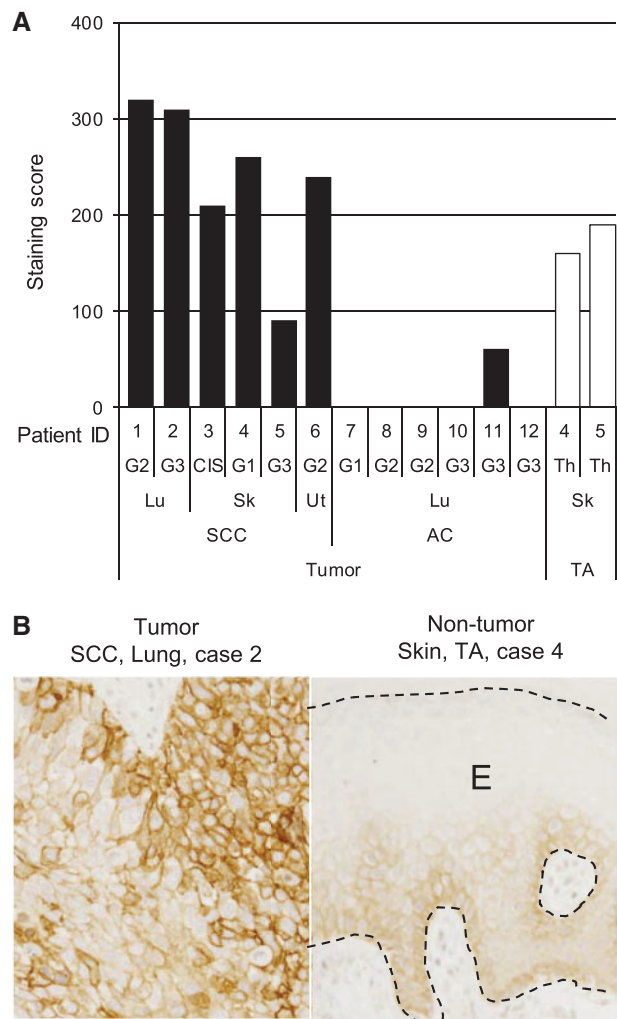 A
400
300
200
100
0
Staining score
Patient ID 1 2 3 4 5 6 7 8 9 10 11 12 4 5
G2 G3 CIS G1 G3 G2 G1 G2 G2 G3 G3 G3 Th Th
Lu Sk Ut Lu Sk
SCC AC
Tumor TA
B
Tumor
SCC, Lung, case 2
Non-tumor
Skin, TA, case 4
E